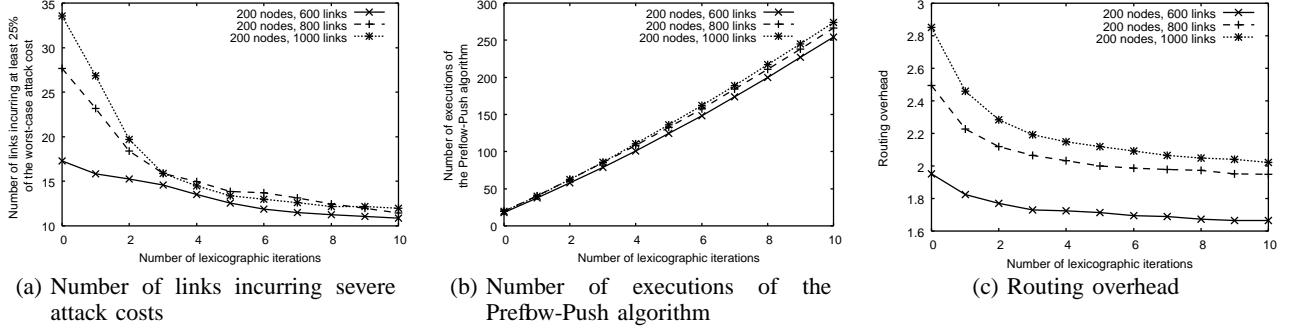 Number of links incurring at least 25%
of the worst-case attack cost
35
30
25
20
15
10
0 2 4 6 8 10
Number of lexicographic iterations
200 nodes, 600 links
200 nodes, 800 links
200 nodes, 1000 links
(a) Number of links incurring severe
attack costs
Number of executions of
the Preflow-Push algorithm
300
250
200
150
100
50
0
0 2 4 6 8 10
Number of lexicographic iterations
200 nodes, 600 links
200 nodes, 800 links
200 nodes, 1000 links
(b) Number of executions of the
Preflow-Push algorithm
Routing overhead
3
2.8
2.6
2.4
2.2
2
1.8
1.6
0 2 4 6 8 10
Number of lexicographic iterations
200 nodes, 600 links
200 nodes, 800 links
200 nodes, 1000 links
(c) Routing overhead